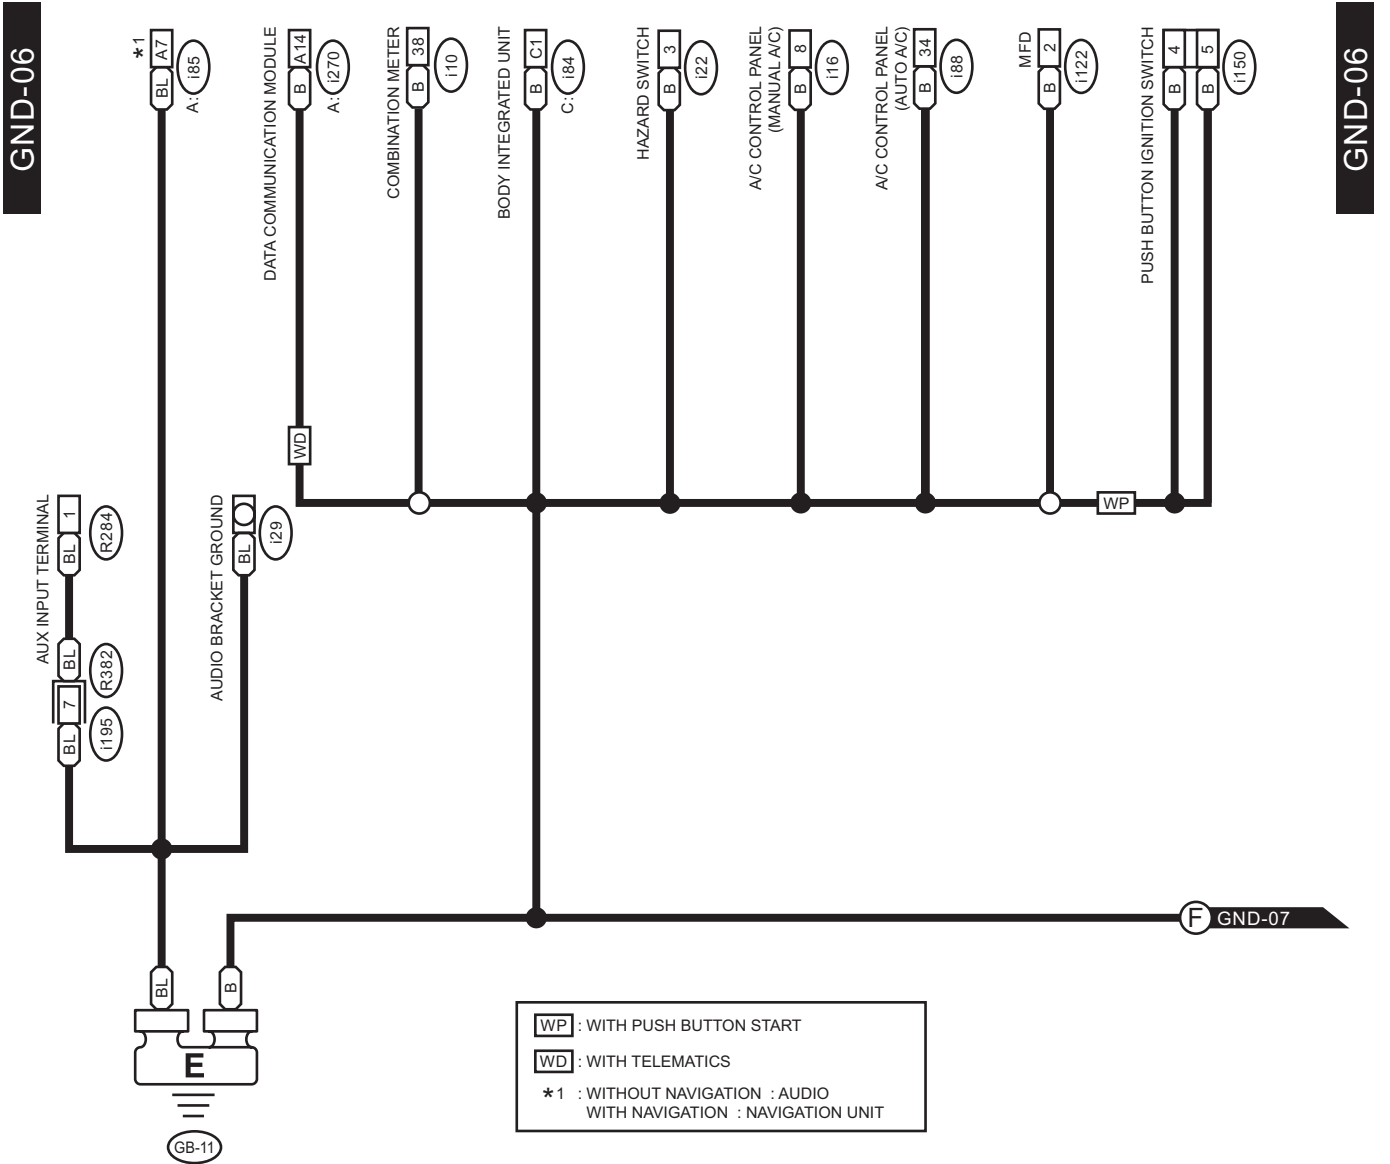 GND-06
GND-06
*1
A7
BL
A: i85
DATA COMMUNICATION MODULE
A14
B
A: i270
WD
COMBINATION METER
38
B
i10
BODY INTEGRATED UNIT
C1
B
C: i84
HAZARD SWITCH
3
B
i22
A/C CONTROL PANEL
(MANUAL A/C)
8
B
i16
A/C CONTROL PANEL
(AUTO A/C)
34
B
i88
MFD
2
B
i122
WP
PUSH BUTTON IGNITION SWITCH
4
5
B
B
i150
AUX INPUT TERMINAL
1
BL
R284
BL
R382
7
BL
i195
AUDIO BRACKET GROUND
BL
i29
F GND-07
BL
B
E
GB-11
WP : WITH PUSH BUTTON START
WD : WITH TELEMATICS
*1 : WITHOUT NAVIGATION : AUDIO
WITH NAVIGATION : NAVIGATION UNIT